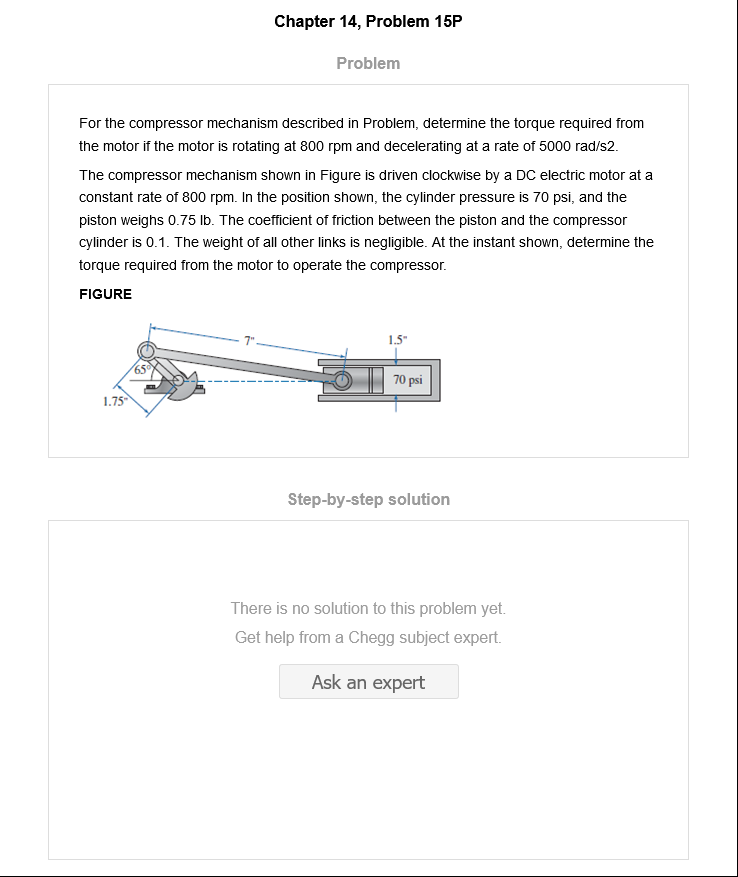 Chapter 14, Problem 15P
Problem
For the compressor mechanism described in Problem, determine the torque required from
the motor if the motor is rotating at 800 rpm and decelerating at a rate of 5000 rad/s2.
The compressor mechanism shown in Figure is driven clockwise by a DC electric motor at a
constant rate of 800 rpm. In the position shown, the cylinder pressure is 70 psi, and the
piston weighs 0.75 lb. The coefficient of friction between the piston and the compressor
cylinder is 0.1. The weight of all other links is negligible. At the instant shown, determine the
torque required from the motor to operate the compressor.
FIGURE
7"
1.5"
65°
70 psi
1.75"
Step-by-step solution
There is no solution to this problem yet.
Get help from a Chegg subject expert.
Ask an expert